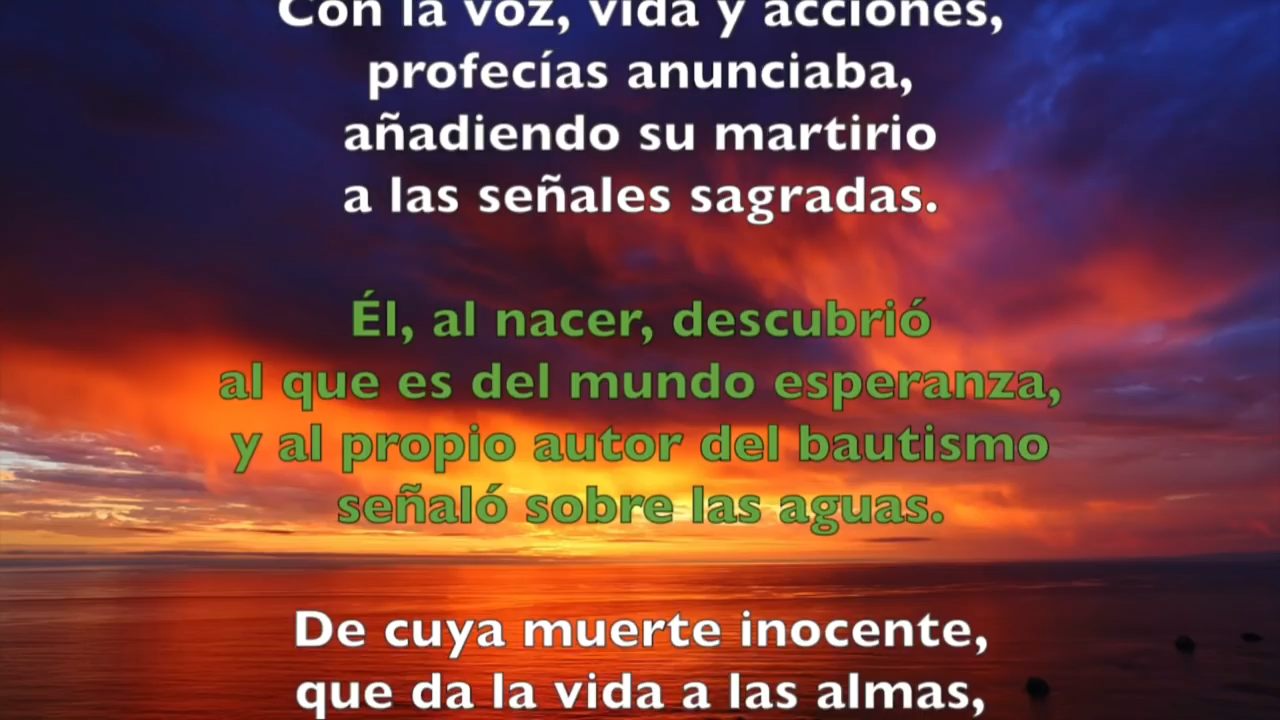 Con la voz, vida y acciones,
profecías anunciaba,
añadiendo su martirio
a las señales sagradas.
Él, al nacer, descubrió
al que es del mundo esperanza,
y al propio autor del bautismo
señaló sobre las aguas.
De cuya muerte inocente,
que da la vida a las almas,